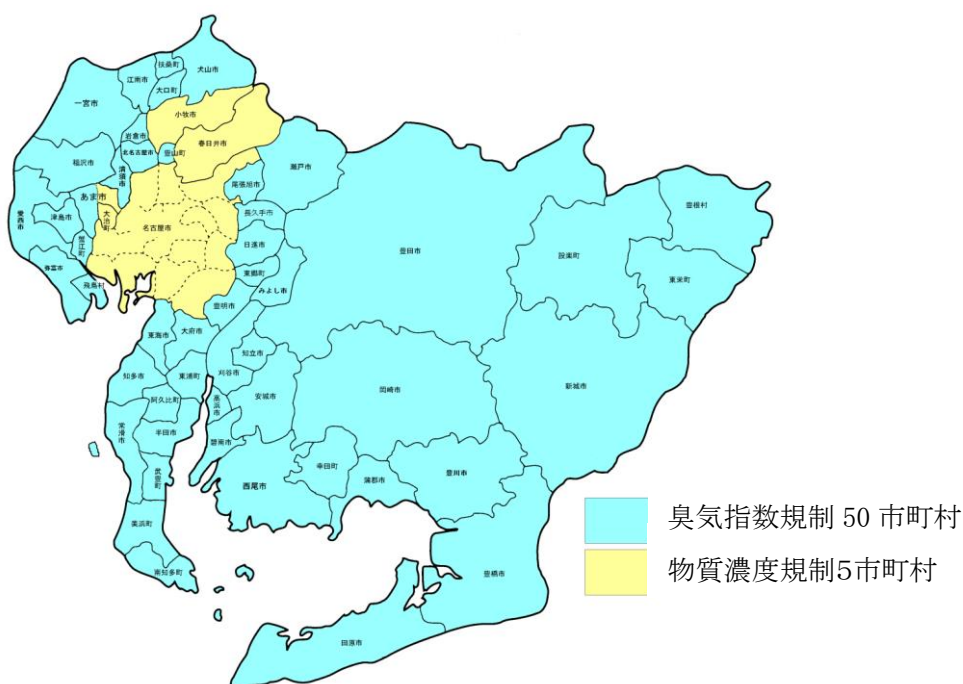 扶桑町
犬山市
江南市
大口町
一宮市
小牧市
岩倉市
春日井市
北名古屋市
豊山町
瀬戸市
稲沢市
清須市
尾張旭市
あま市
豊根村
長久手市
愛西市
津島市
大治町
名古屋市
日進市
豊田市
設楽町
蟹江町
東栄町
弥富市
東郷町
飛島村
みよし市
豊明市
東海市
大府市
知立市
知多市
東浦町
刈谷市
岡崎市
新城市
安城市
阿久比町
高浜市
常滑市
半田市
碧南市
武豊町
幸田町
豊川市
西尾市
蒲郡市
美浜町
南知多町
豊橋市
田原市
臭気指数規制 50 市町村
物質濃度規制5市町村